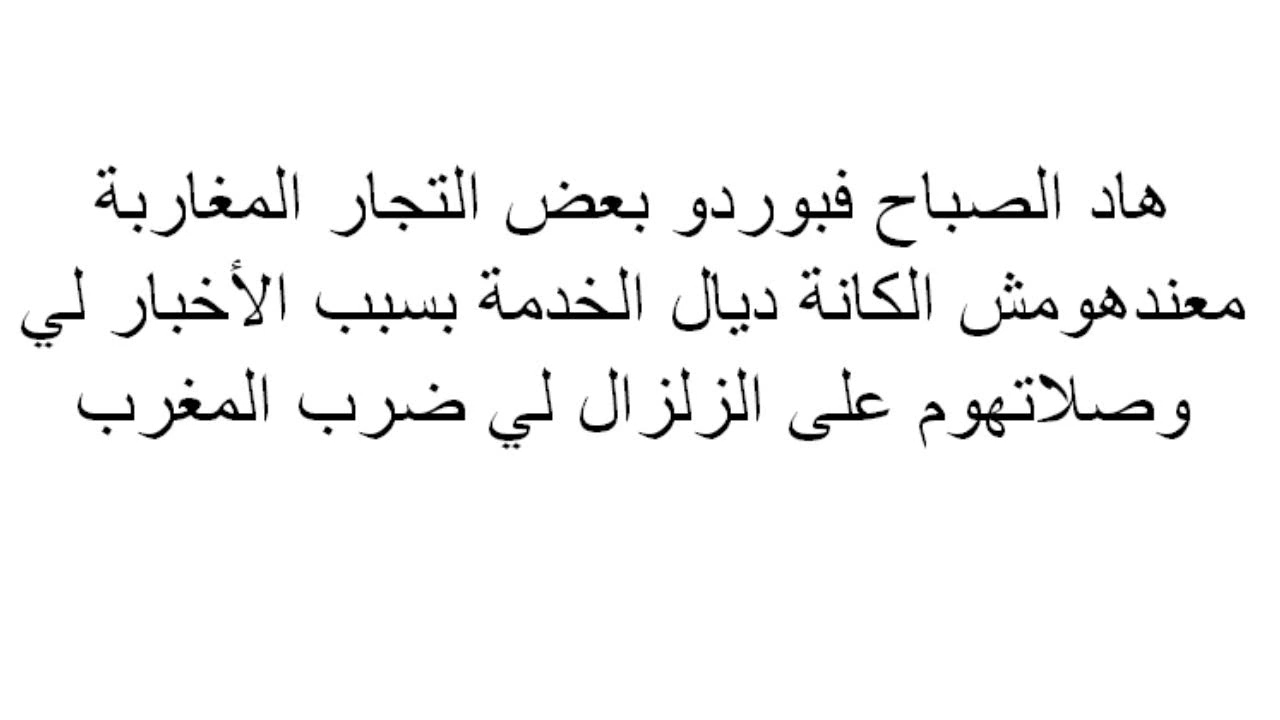 هاد الصباح فبوردو بعض التجار المغاربة
معندهومش الكانة ديال الخدمة بسبب الأخبار لي
وصلاتهوم على الزلزال لي ضرب المغرب